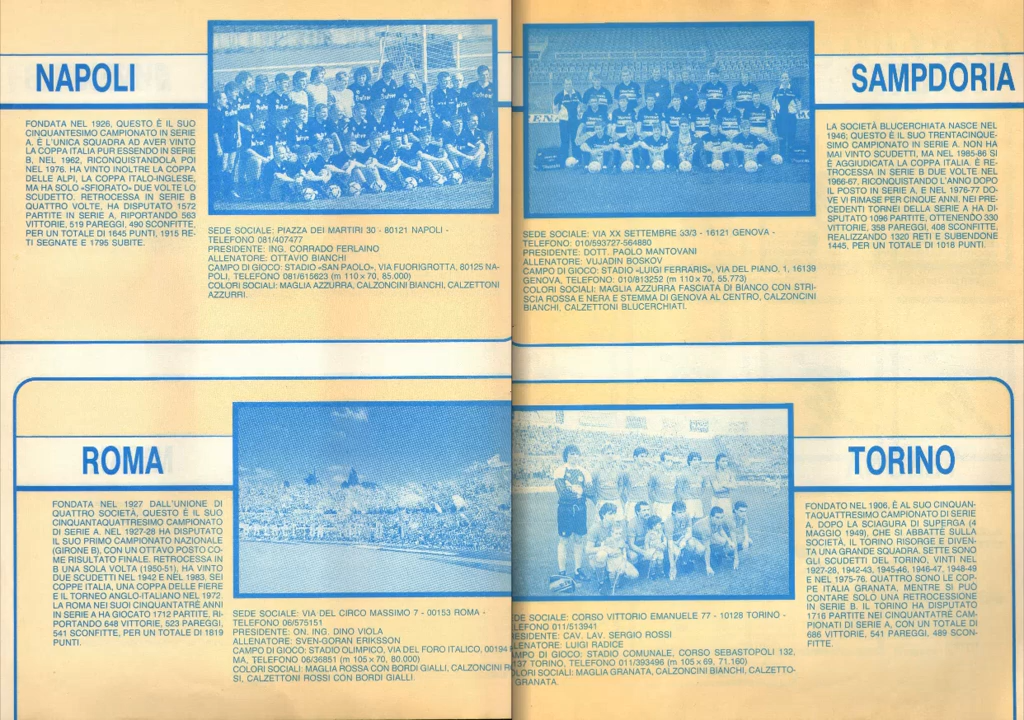 NAPOLI
FONDATA NEL 1926, QUESTO È IL SUO
CINQUANTESIMO CAMPIONATO IN SERIE
A. È L'UNICA SQUADRA AD AVER VINTO
LA COPPA ITALIA PUR ESSENDO IN SERIE
B, NEL 1962, RICONQUISTANDOLA POI
NEL 1976. HA VINTO INOLTRE LA COPPA
DELLE ALPI, LA COPPA ITALO-INGLESE,
MA HA SOLO «SFIORATO» DUE VOLTE LO
SCUDETTO. RETROCESSA IN SERIE B
QUATTRO VOLTE, HA DISPUTATO 1572
PARTITE IN SERIE A, RIPORTANDO 563
VITTORIE, 519 PAREGGI, 490 SCONFITTE,
PER UN TOTALE DI 1645 PUNTI, 1915 RE-
TI SEGNATE E 1795 SUBITE.
SEDE SOCIALE: PIAZZA DEI MARTIRI 30 - 80121 NAPOLI -
TELEFONO 081/407477
PRESIDENTE: ING. CORRADO FERLAINO
ALLENATORE: OTTAVIO BIANCHI
CAMPO DI GIOCO: STADIO «SAN PAOLO», VIA FUORIGROTTA, 80125 NA-
POLI, TELEFONO 081/615623 (m 110 x 70, 85.000)
COLORI SOCIALI: MAGLIA AZZURRA, CALZONCINI BIANCHI, CALZETTONI
AZZURRI.
SAMPDORIA
LA SOCIETÀ BLUCERCHIATA NASCE NEL
1946; QUESTO È IL SUO TRENTACINQUE-
SIMO CAMPIONATO IN SERIE A. NON HA
MAI VINTO SCUDETTI, MA NEL 1985-86 SI
È AGGIUDICATA LA COPPA ITALIA. È RE-
TROCESSA IN SERIE B DUE VOLTE NEL
1966-67, RICONQUISTANDO L'ANNO DOPO
IL POSTO IN SERIE A, E NEL 1976-77 DO-
VE VI RIMASE PER CINQUE ANNI. NEI PRE-
CEDENTI TORNEI DELLA SERIE A HA DI-
SPUTATO 1096 PARTITE, OTTENENDO 330
VITTORIE, 358 PAREGGI, 408 SCONFITTE,
REALIZZANDO 1320 RETI E SUBENDONE
1445, PER UN TOTALE DI 1018 PUNTI.
SEDE SOCIALE: VIA XX SETTEMBRE 33/3 - 16121 GENOVA -
TELEFONO: 010/593727-564880
PRESIDENTE: DOTT. PAOLO MANTOVANI
ALLENATORE: VUJADIN BOSKOV
CAMPO DI GIOCO: STADIO «LUIGI FERRARIS», VIA DEL PIANO, 1, 16139
GENOVA, TELEFONO: 010/813252 (m 110 x 70, 55.773)
COLORI SOCIALI: MAGLIA AZZURRA FASCIATA DI BIANCO CON STRI-
SCIA ROSSA E NERA E STEMMA DI GENOVA AL CENTRO, CALZONCINI
BIANCHI, CALZETTONI BLUCERCHIATI.
ROMA
FONDATA NEL 1927 DALL'UNIONE DI
QUATTRO SOCIETÀ, QUESTO È IL SUO
CINQUANTAQUATTRESIMO CAMPIONATO
DI SERIE A. NEL 1927-28 HA DISPUTATO
IL SUO PRIMO CAMPIONATO NAZIONALE
(GIRONE B), CON UN OTTAVO POSTO CO-
ME RISULTATO FINALE. RETROCESSA IN
B UNA SOLA VOLTA (1950-51), HA VINTO
DUE SCUDETTI NEL 1942 E NEL 1983, SEI
COPPE ITALIA, UNA COPPA DELLE FIERE
E IL TORNEO ANGLO-ITALIANO NEL 1972.
LA ROMA NEI SUOI CINQUANTATRÈ ANNI
IN SERIE A HA GIOCATO 1712 PARTITE, RI-
PORTANDO 648 VITTORIE, 523 PAREGGI,
541 SCONFITTE, PER UN TOTALE DI 1819
PUNTI.
SEDE SOCIALE: VIA DEL CIRCO MASSIMO 7 - 00153 ROMA -
TELEFONO 06/575151
PRESIDENTE: ON. ING. DINO VIOLA
ALLENATORE: SVEN-GORAN ERIKSSON
CAMPO DI GIOCO: STADIO OLIMPICO, VIA DEL FORO ITALICO, 00194
MA, TELEFONO 06/36851 (m 105 x 70, 80.000)
COLORI SOCIALI: MAGLIA ROSSA CON BORDI GIALLI, CALZONCINI R
SI, CALZETTONI ROSSI CON BORDI GIALLI.
TORINO
FONDATO NEL 1906, È AL SUO CINQUAN-
TAQUATTRESIMO CAMPIONATO DI SERIE
A. DOPO LA SCIAGURA DI SUPERGA (4
MAGGIO 1949), CHE SI ABBATTÉ SULLA
SOCIETÀ, IL TORINO RISORGE E DIVEN-
TA UNA GRANDE SQUADRA. SETTE SONO
GLI SCUDETTI DEL TORINO, VINTI NEL
1927-28, 1942-43, 1945-46, 1946-47, 1948-49
E NEL 1975-76. QUATTRO SONO LE COP-
PE ITALIA GRANATA, MENTRE SI PUÒ
CONTARE SOLO UNA RETROCESSIONE
IN SERIE B. IL TORINO HA DISPUTATO
1716 PARTITE NEI CINQUANTATRÈ CAM-
PIONATI DI SERIE A, CON UN TOTALE DI
686 VITTORIE, 541 PAREGGI, 489 SCON-
FITTE.
DE SOCIALE: CORSO VITTORIO EMANUELE 77 - 10128 TORINO -
LEFONO 011/513941
RESIDENTE: CAV. LAV. SERGIO ROSSI
LENATORE: LUIGI RADICE
MPO DI GIOCO: STADIO COMUNALE, CORSO SEBASTOPOLI 132,
137 TORINO, TELEFONO 011/393496 (m 105 x 69, 71.160)
OLORI SOCIALI: MAGLIA GRANATA, CALZONCINI BIANCHI, CALZETTO-
GRANATA.